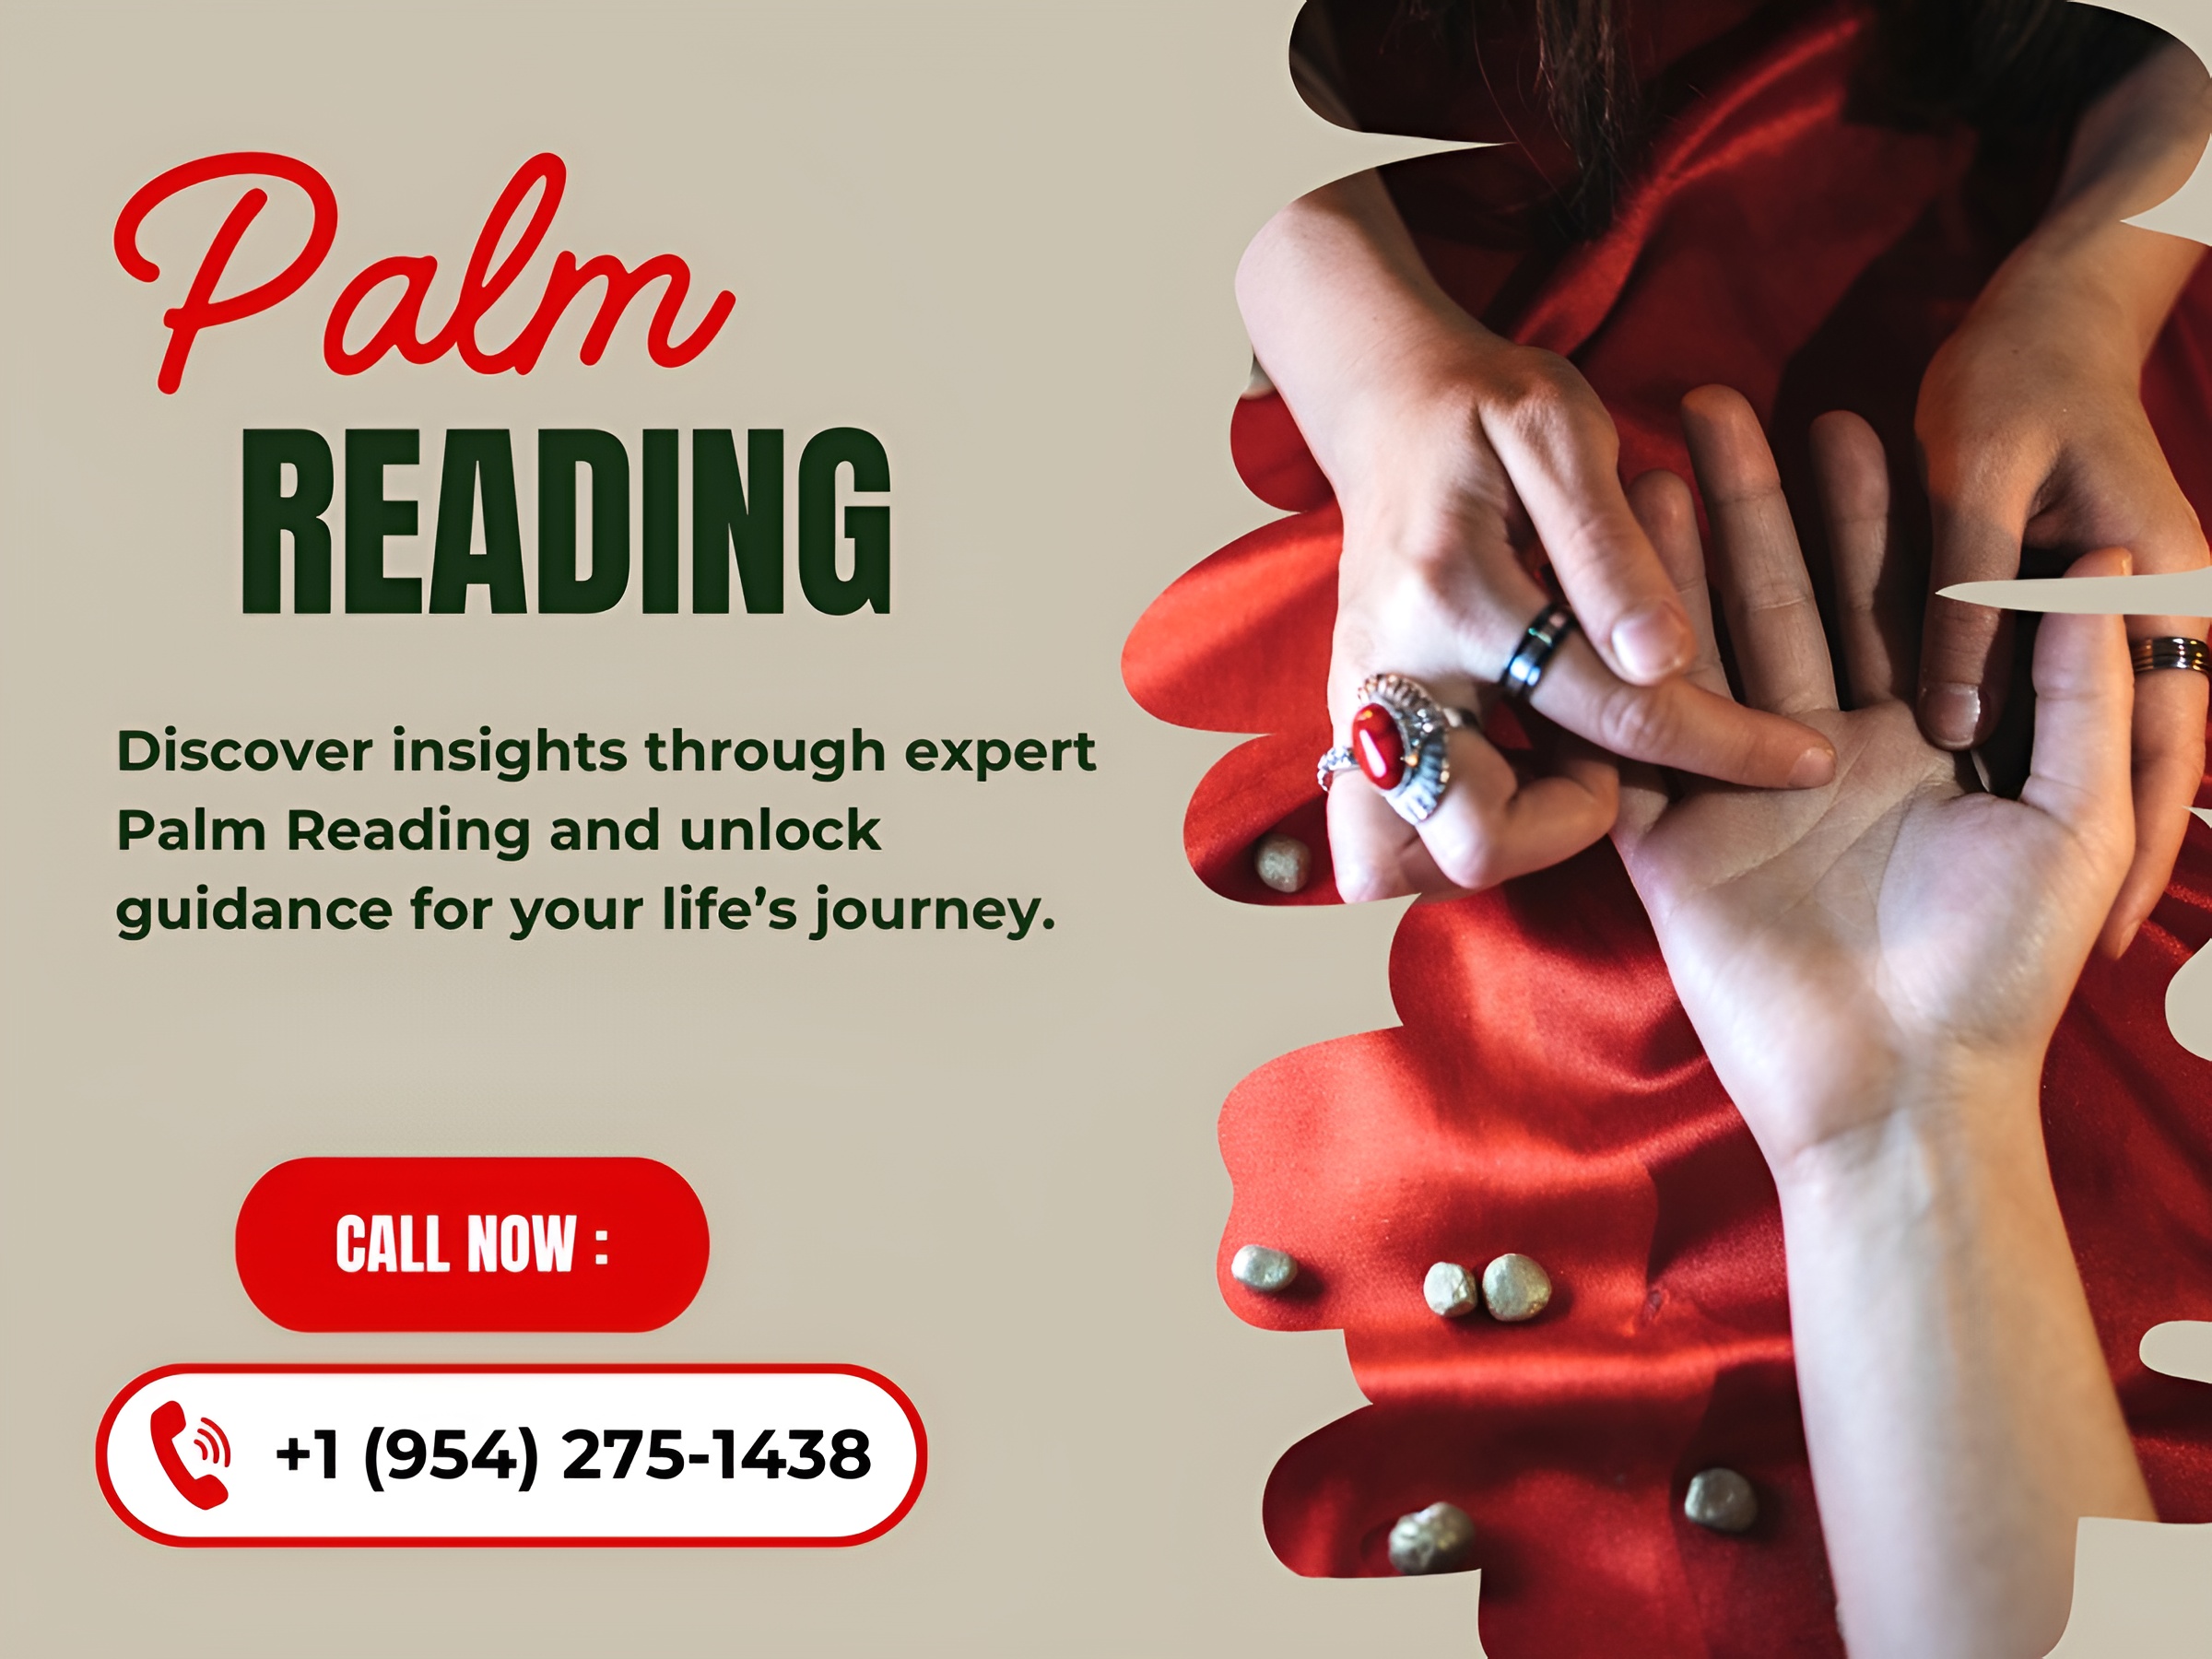 Palm
READING
Discover insights through expert
Palm Reading and unlock
guidance for your life’s journey.
CALL NOW :
+1 (954) 275-1438